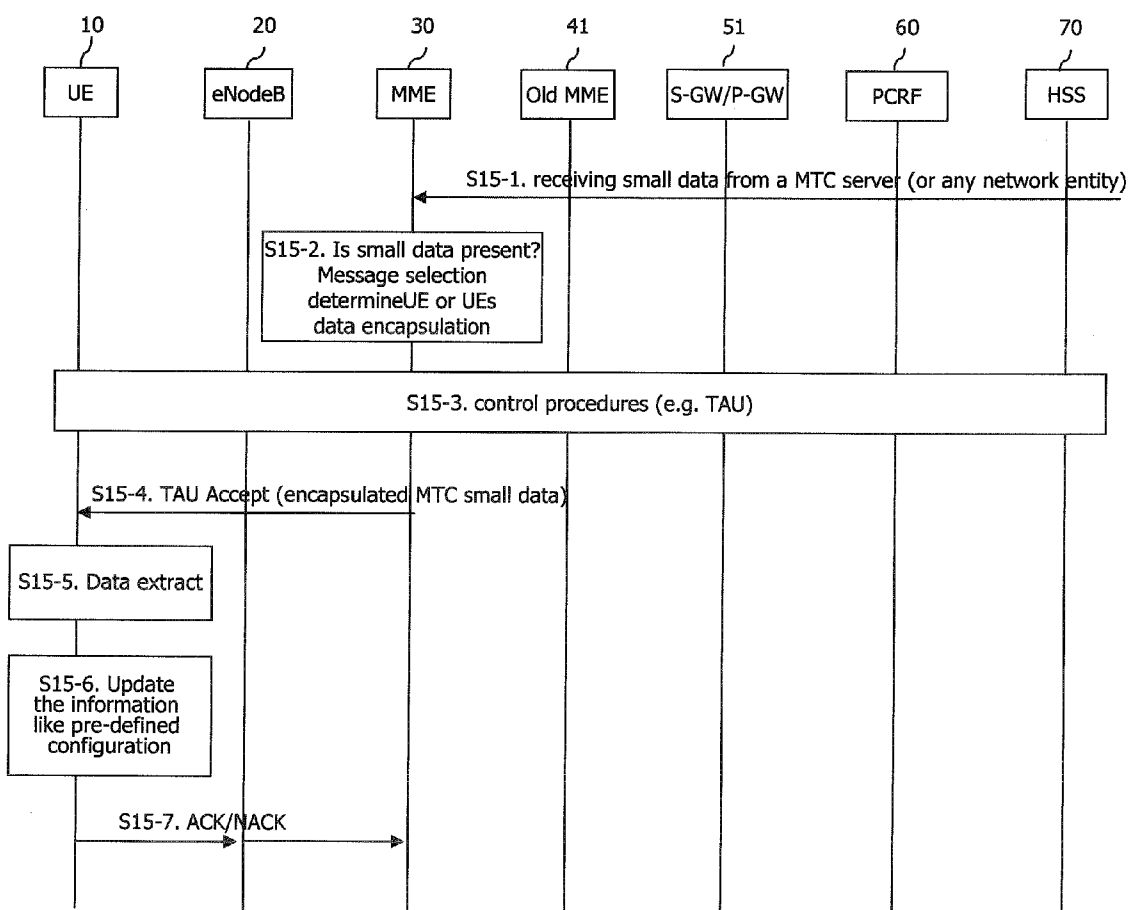 10 20 30 41 51 60 70
UE eNodeB MME Old MME S-GW/P-GW PCRF HSS
S15-1. receiving small data from a MTC server (or any network entity)
S15-2. Is small data present?
Message selection
determineUE or UEs
data encapsulation
S15-3. control procedures (e.g. TAU)
S15-4. TAU Accept (encapsulated MTC small data)
S15-5. Data extract
S15-6. Update
the information
like pre-defined
configuration
S15-7. ACK/NACK